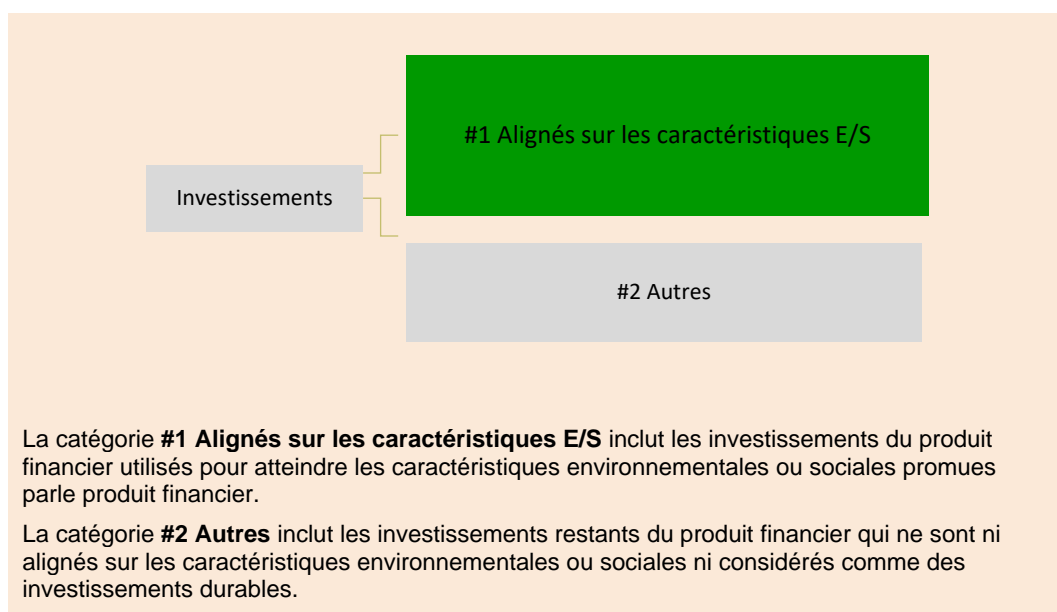 #1 Alignés sur les caractéristiques E/S
Investissements
#2 Autres
La catégorie #1 Alignés sur les caractéristiques E/S inclut les investissements du produit
financier utilisés pour atteindre les caractéristiques environnementales ou sociales promues
parle produit financier.
La catégorie #2 Autres inclut les investissements restants du produit financier qui ne sont ni
alignés sur les caractéristiques environnementales ou sociales ni considérés comme des
investissements durables.